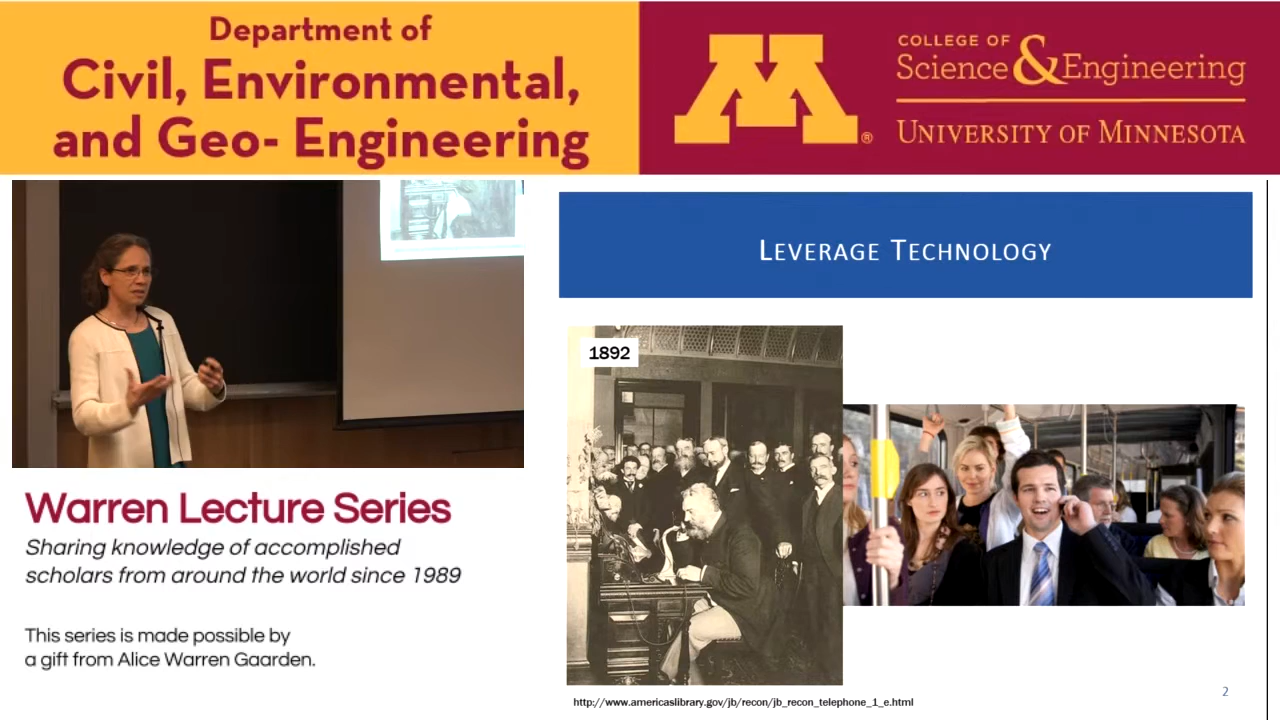 Department of
Civil, Environmental,
and Geo- Engineering
M®
COLLEGE OF
Science & Engineering
UNIVERSITY OF MINNESOTA
LEVERAGE TECHNOLOGY
1892
Warren Lecture Series
Sharing knowledge of accomplished
scholars from around the world since 1989
This series is made possible by
a gift from Alice Warren Gaarden.
http://www.americaslibrary.gov/jb/recon/jb_recon_telephone_1_e.html
2